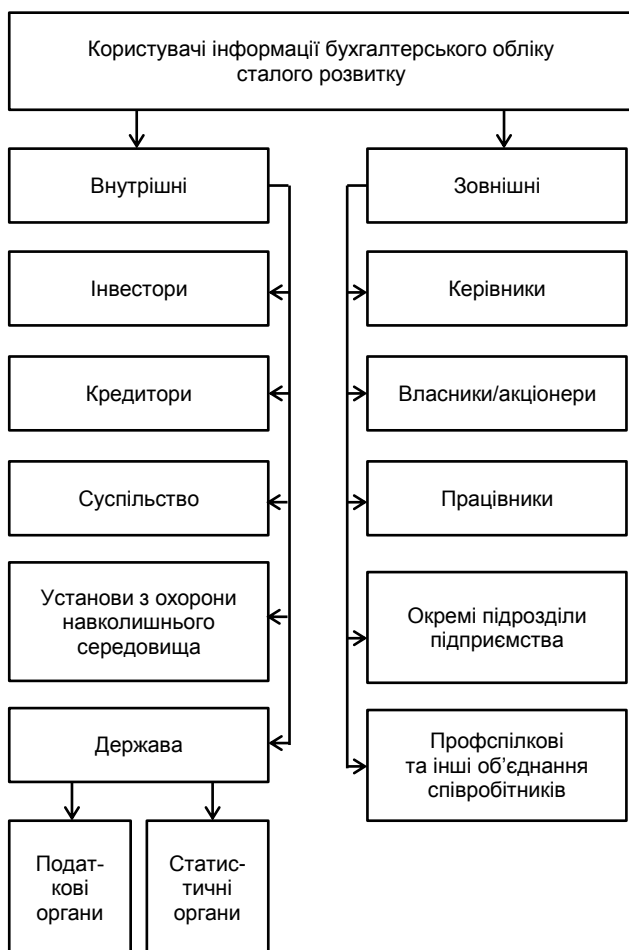 Користувачі інформації бухгалтерського обліку
сталого розвитку
Внутрішні
Зовнішні
Інвестори
Керівники
Кредитори
Власники/акціонери
Суспільство
Працівники
Установи з охорони
навколишнього
середовища
Окремі підрозділи
підприємства
Держава
Профспілкові
та інші об’єднання
співробітників
Подат-
кові
органи
Статис-
тичні
органи